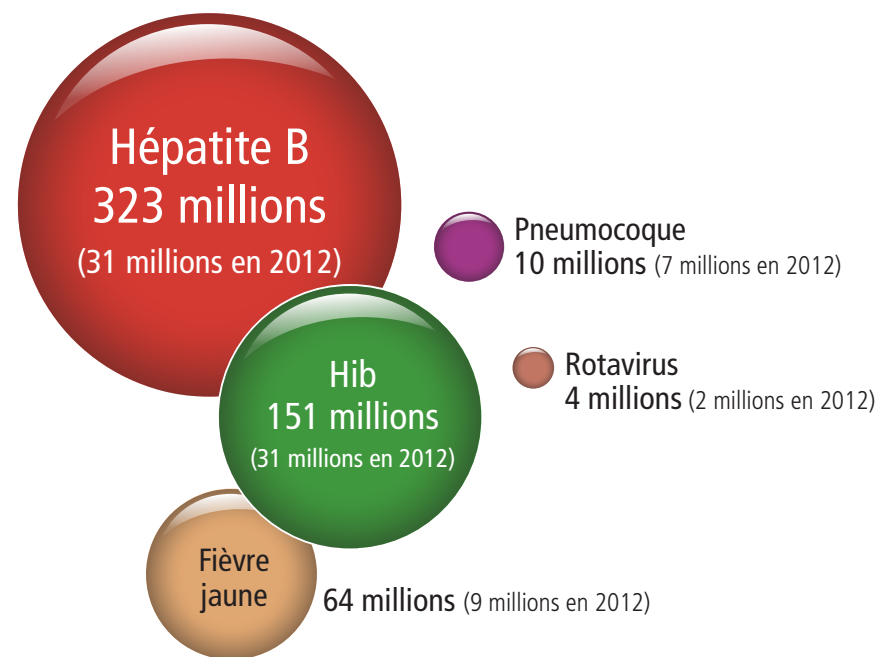 Hépatite B
323 millions
(31 millions en 2012)
Pneumocoque
10 millions (7 millions en 2012)
Hib
151 millions
(31 millions en 2012)
Rotavirus
4 millions (2 millions en 2012)
Fièvre
jaune
64 millions (9 millions en 2012)